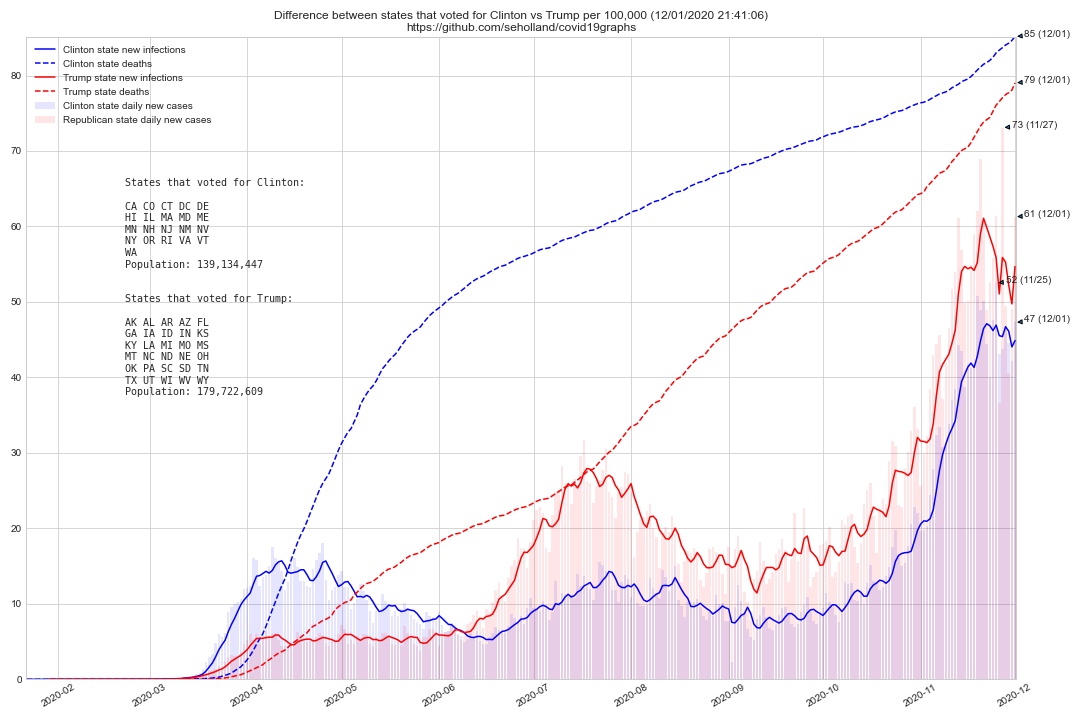 Difference between states that voted for Clinton vs Trump per 100,000 (12/01/2020 21:41:06)
https://github.com/seholland/covid19graphs
Clinton state new infections
Clinton state deaths
Trump state new infections
Trump state deaths
Clinton state daily new cases
Republican state daily new cases
States that voted for Clinton:
CA CO CT DC DE
HI IL MA MD ME
MN NH NJ NM NV
NY OR RI VA VT
WA
Population: 139,134,447
States that voted for Trump:
AK AL AR AZ FL
GA IA ID IN KS
KY LA MI MO MS
MT NC ND NE OH
OK PA SC SD TN
TX UT WI WV WY
Population: 179,722,609
85 (12/01)
79 (12/01)
73 (11/27)
61 (12/01)
52 (11/25)
47 (12/01)
80
70
60
50
40
30
20
10
0
2020-02
2020-03
2020-04
2020-05
2020-06
2020-07
2020-08
2020-09
2020-10
2020-11
2020-12